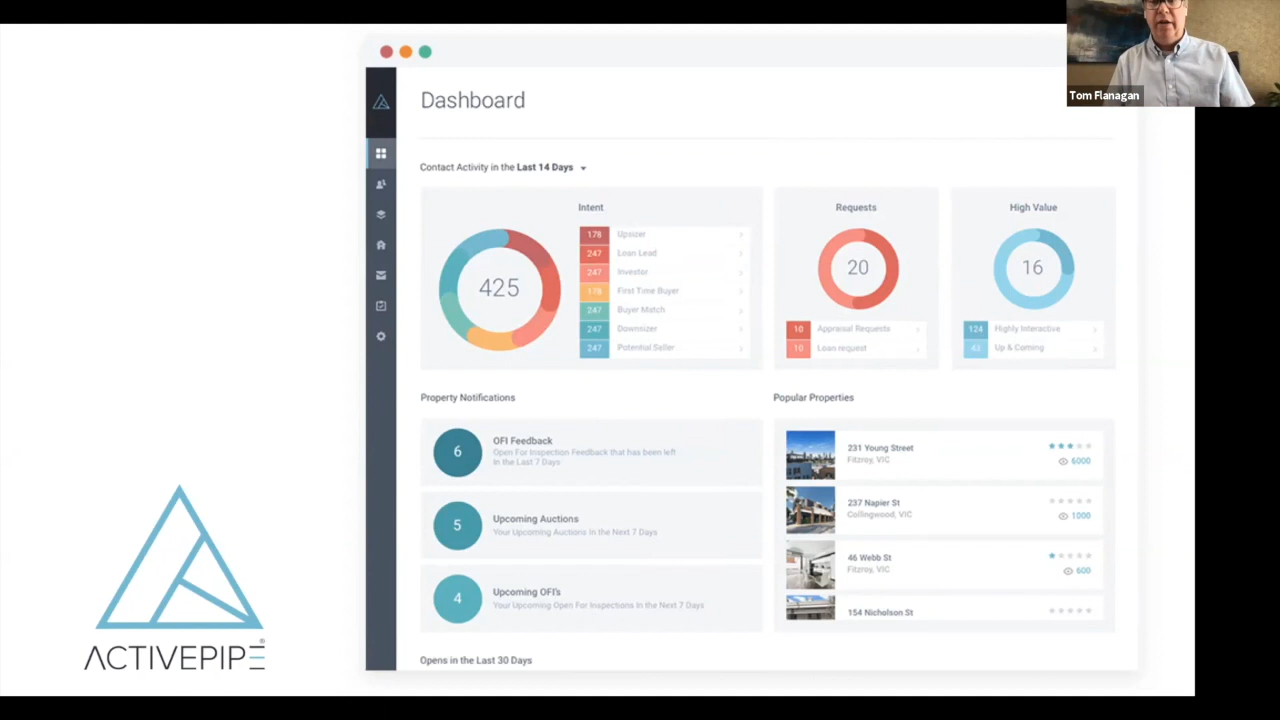 Tom Flanagan
Dashboard
Contact Activity in the Last 14 Days
Intent
425
178 Upsizer
247 Loan Lead
247 Investor
178 First Time Buyer
247 Buyer Match
247 Downsizer
247 Potential Seller
Requests
20
10 Appraisal Requests
10 Loan request
High Value
16
124 Highly Interactive
43 Up & Coming
Property Notifications
6
OFI Feedback
Open For Inspection Feedback that has been left
In the Last 7 Days
5
Upcoming Auctions
Your Upcoming Auctions In the Next 7 Days
4
Upcoming OFI's
Your Upcoming Open For Inspections In the Next 7 Days
Popular Properties
231 Young Street
Fitzroy, VIC
6000
237 Napier St
Collingwood, VIC
1000
46 Webb St
Fitzroy, VIC
600
154 Nicholson St
Opens in the Last 30 Days
ACTIVEPIPE®